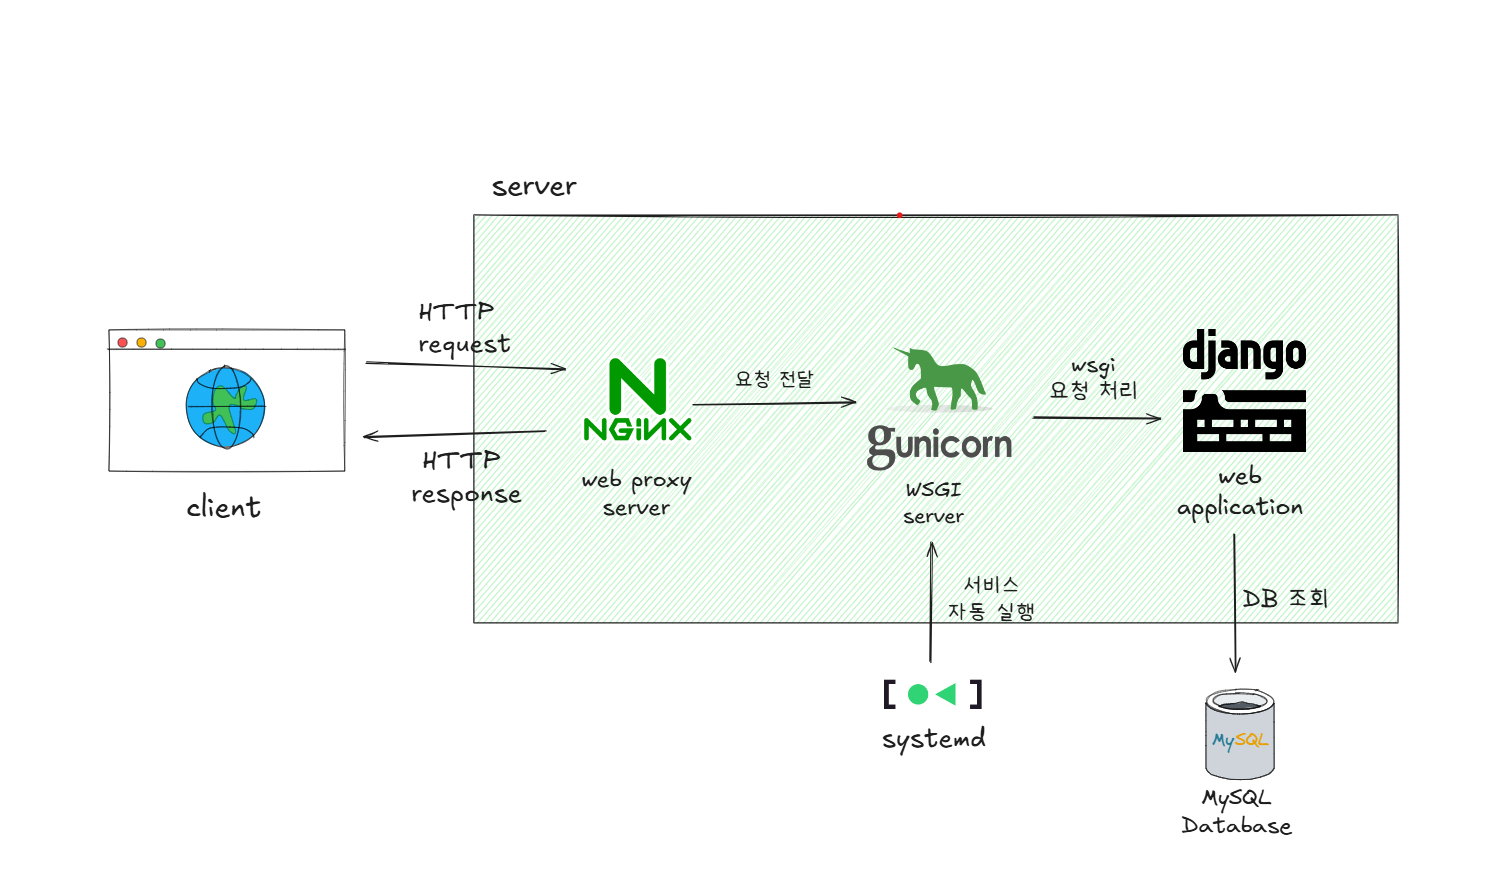 server
HTTP
request
HTTP
response
client
NGiNX
web proxy
server
요청 전달
gunicorn
WSGI
server
wsgi
요청 처리
django
web
application
서비스
자동 실행
systemd
DB 조회
MySQL
MySQL
Database